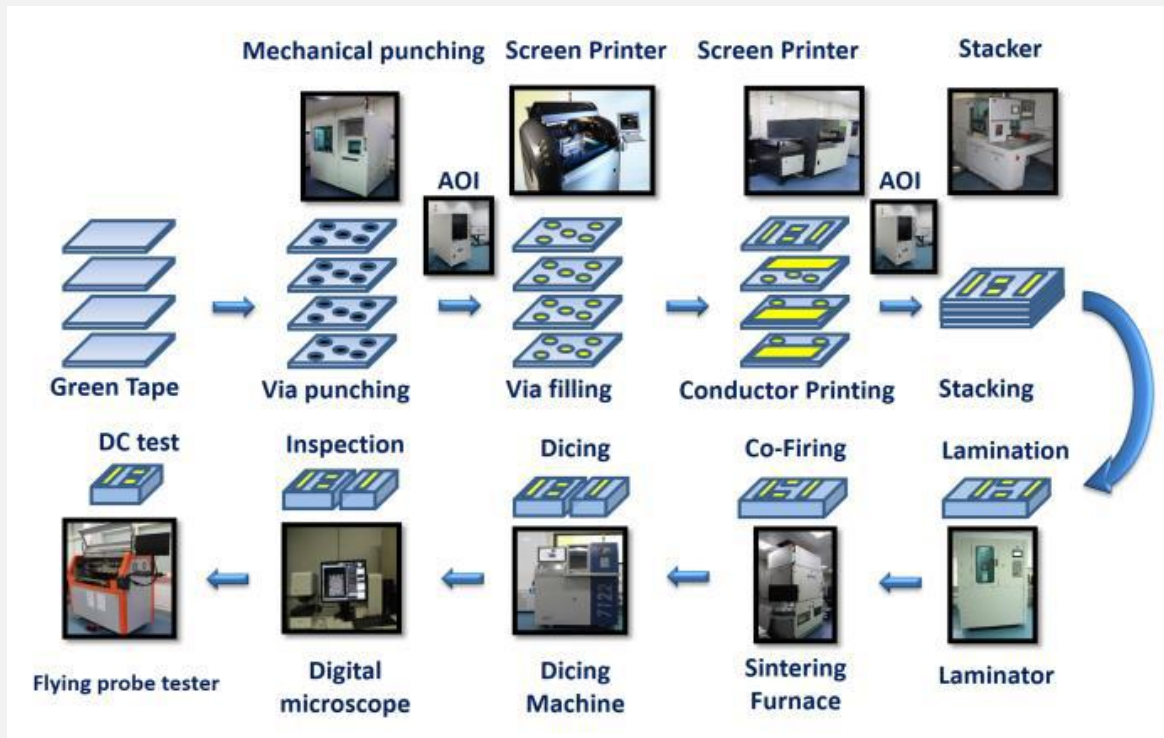 Mechanical punching
Screen Printer
Screen Printer
Stacker
AOI
AOI
Green Tape
Via punching
Via filling
Conductor Printing
Stacking
DC test
Inspection
Dicing
Co-Firing
Lamination
7122
Flying probe tester
Digital
microscope
Dicing
Machine
Sintering
Furnace
Laminator